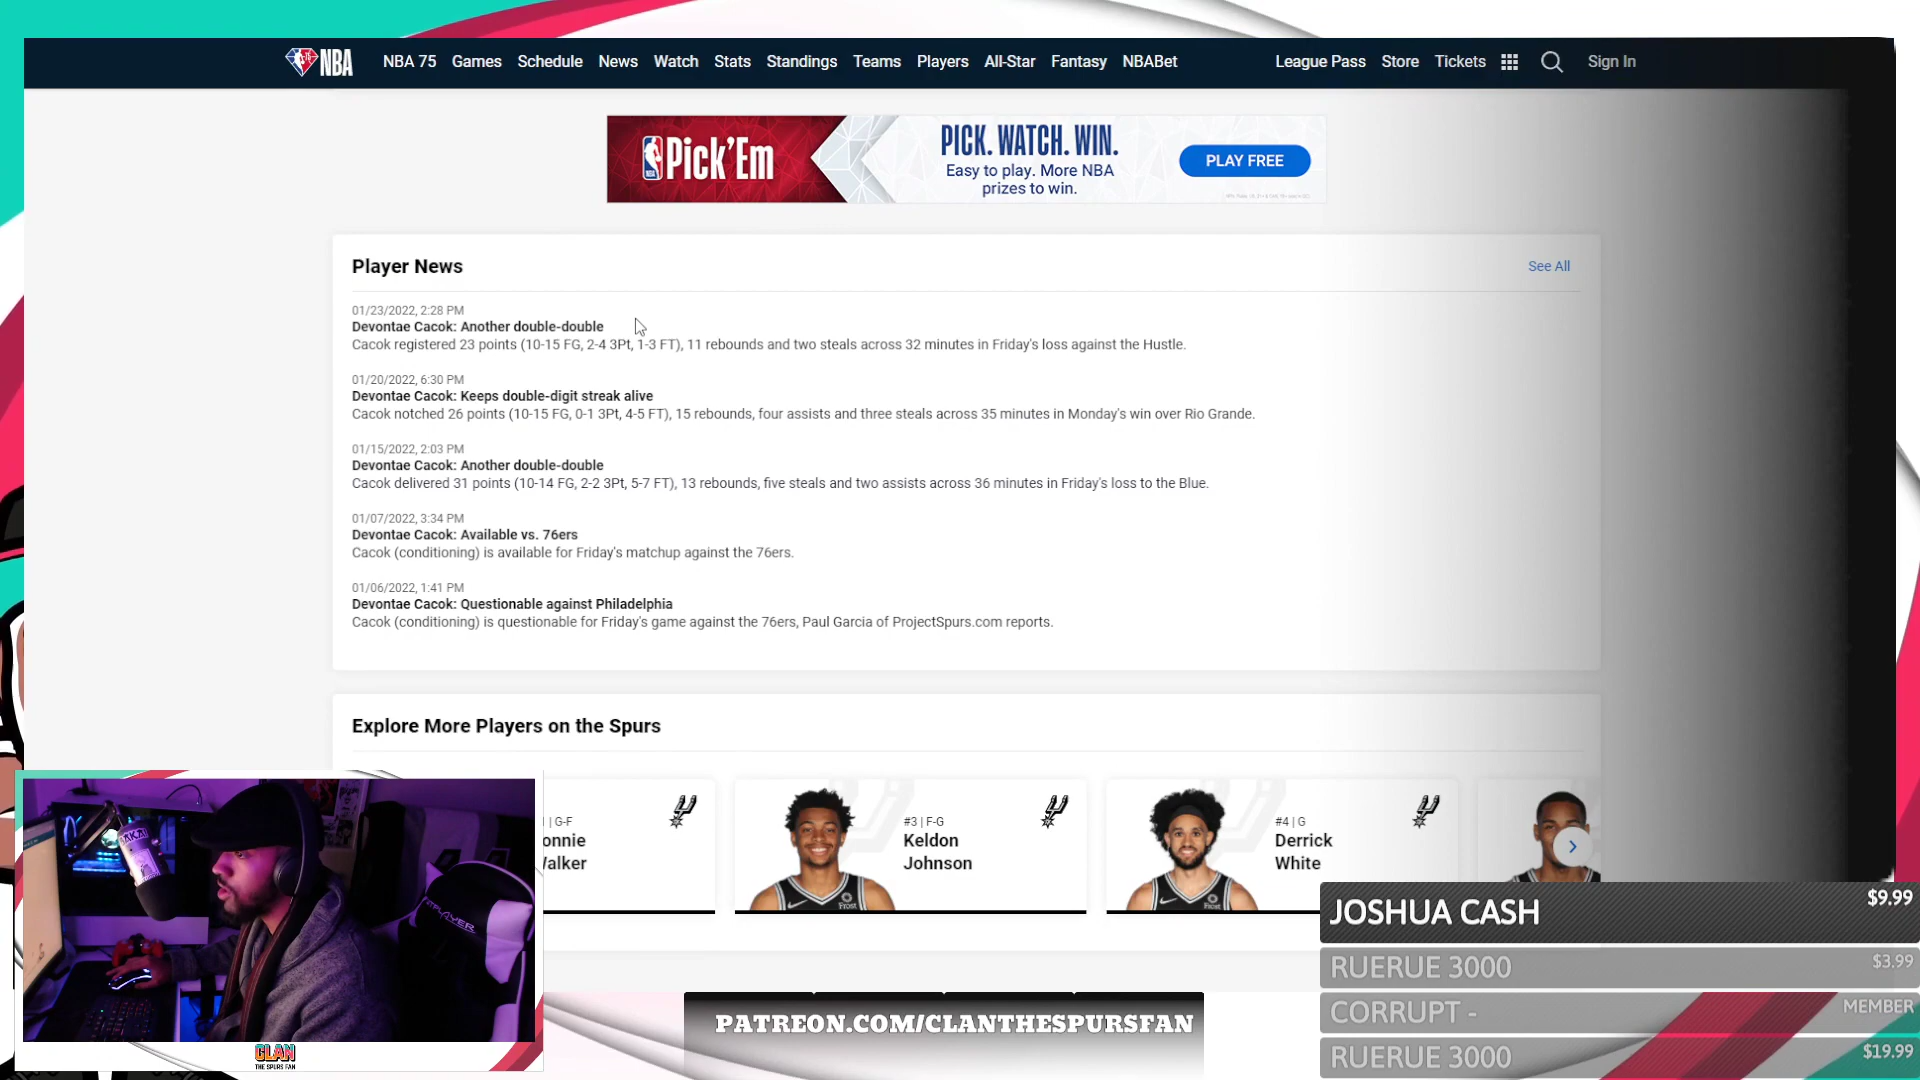 NBA
NBA 75 Games Schedule News Watch Stats Standings Teams Players All-Star Fantasy NBABet League Pass Store Tickets Sign In
Pick'Em
PICK. WATCH. WIN.
Easy to play. More NBA
prizes to win.
PLAY FREE
Player News
See All
01/23/2022, 2:28 PM
Devontae Cacok: Another double-double
Cacok registered 23 points (10-15 FG, 2-4 3Pt, 1-3 FT), 11 rebounds and two steals across 32 minutes in Friday's loss against the Hustle.
01/20/2022, 6:30 PM
Devontae Cacok: Keeps double-digit streak alive
Cacok notched 26 points (10-15 FG, 0-1 3Pt, 4-5 FT), 15 rebounds, four assists and three steals across 35 minutes in Monday's win over Rio Grande.
01/15/2022, 2:03 PM
Devontae Cacok: Another double-double
Cacok delivered 31 points (10-14 FG, 2-2 3Pt, 5-7 FT), 13 rebounds, five steals and two assists across 36 minutes in Friday's loss to the Blue.
01/07/2022, 3:34 PM
Devontae Cacok: Available vs. 76ers
Cacok (conditioning) is available for Friday's matchup against the 76ers.
01/06/2022, 1:41 PM
Devontae Cacok: Questionable against Philadelphia
Cacok (conditioning) is questionable for Friday's game against the 76ers, Paul Garcia of ProjectSpurs.com reports.
Explore More Players on the Spurs
| G-F
onnie
alker
#3 | F-G
Keldon
Johnson
Frost
#4 | G
Derrick
White
Frost
JOSHUA CASH $9.99
RUERUE 3000 $3.99
CORRUPT - MEMBER
RUERUE 3000 $19.99
PATREON.COM/CLANTHESPURSFAN
CLAN
THE SPURS FAN